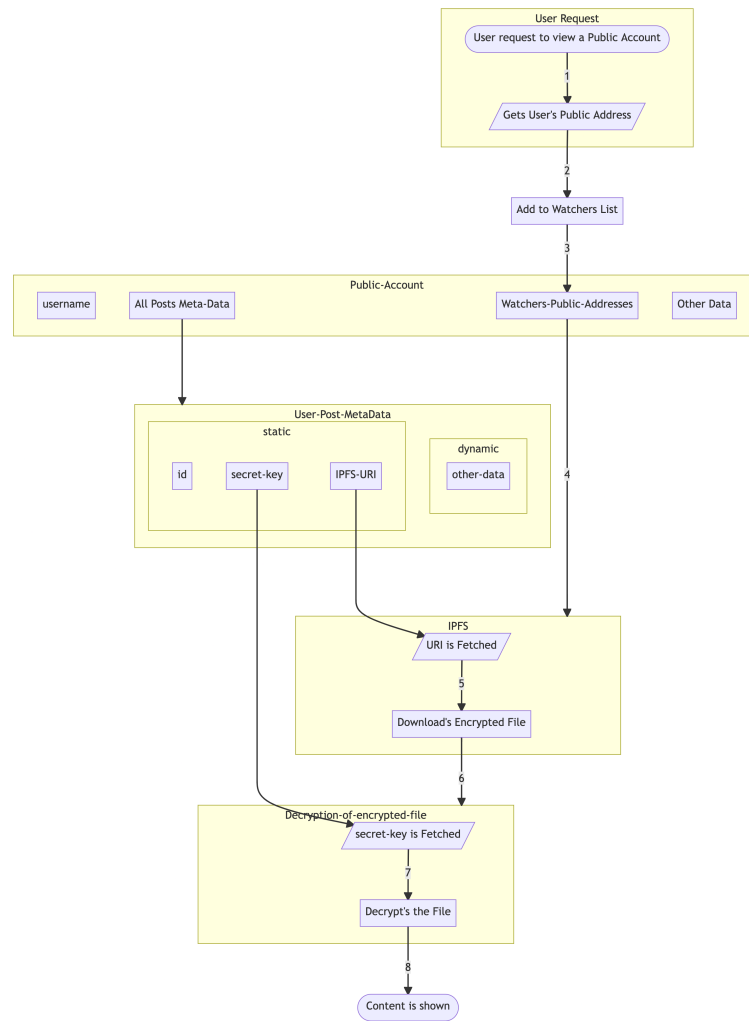 User Request
User request to view a Public Account
1
Gets User's Public Address
2
Add to Watchers List
3
Public-Account
username
All Posts Meta-Data
Watchers-Public-Addresses
Other Data
User-Post-MetaData
static
dynamic
id
secret-key
IPFS-URI
other-data
4
IPFS
URI is Fetched
5
Download's Encrypted File
6
Decryption-of-encrypted-file
secret-key is Fetched
7
Decrypt's the File
8
Content is shown